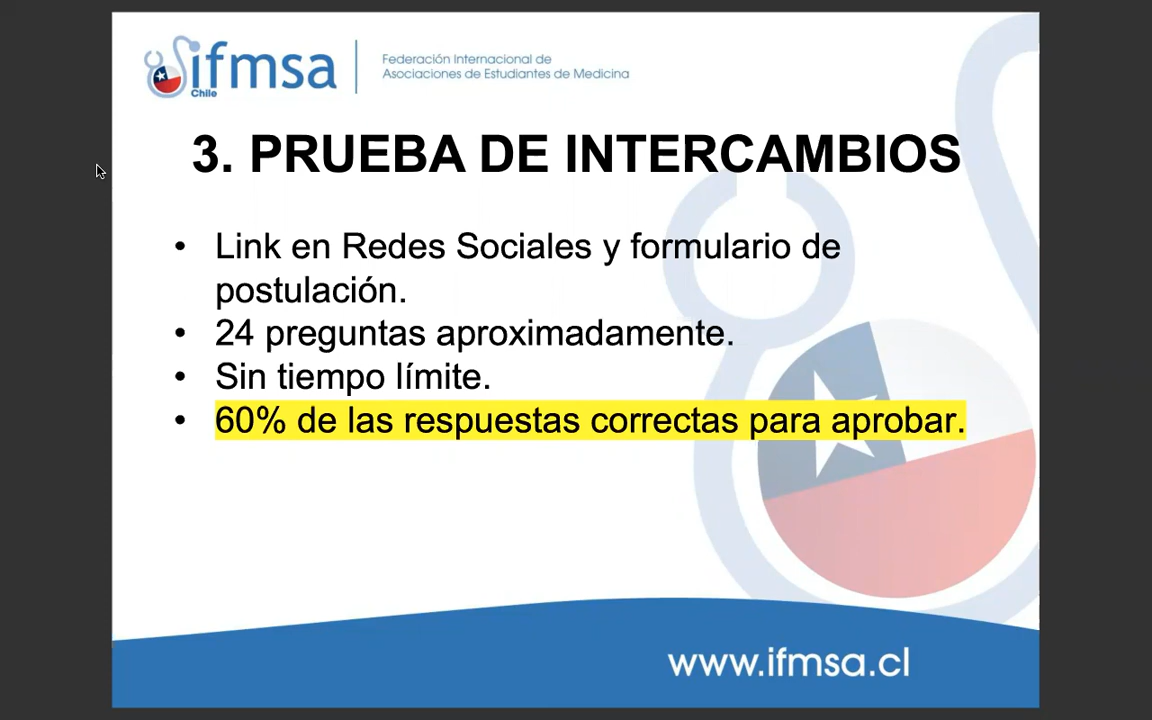 ifmsa
Chile
Federación Internacional de
Asociaciones de Estudiantes de Medicina
3. PRUEBA DE INTERCAMBIOS
• Link en Redes Sociales y formulario de
postulación.
• 24 preguntas aproximadamente.
• Sin tiempo límite.
• 60% de las respuestas correctas para aprobar.
www.ifmsa.cl